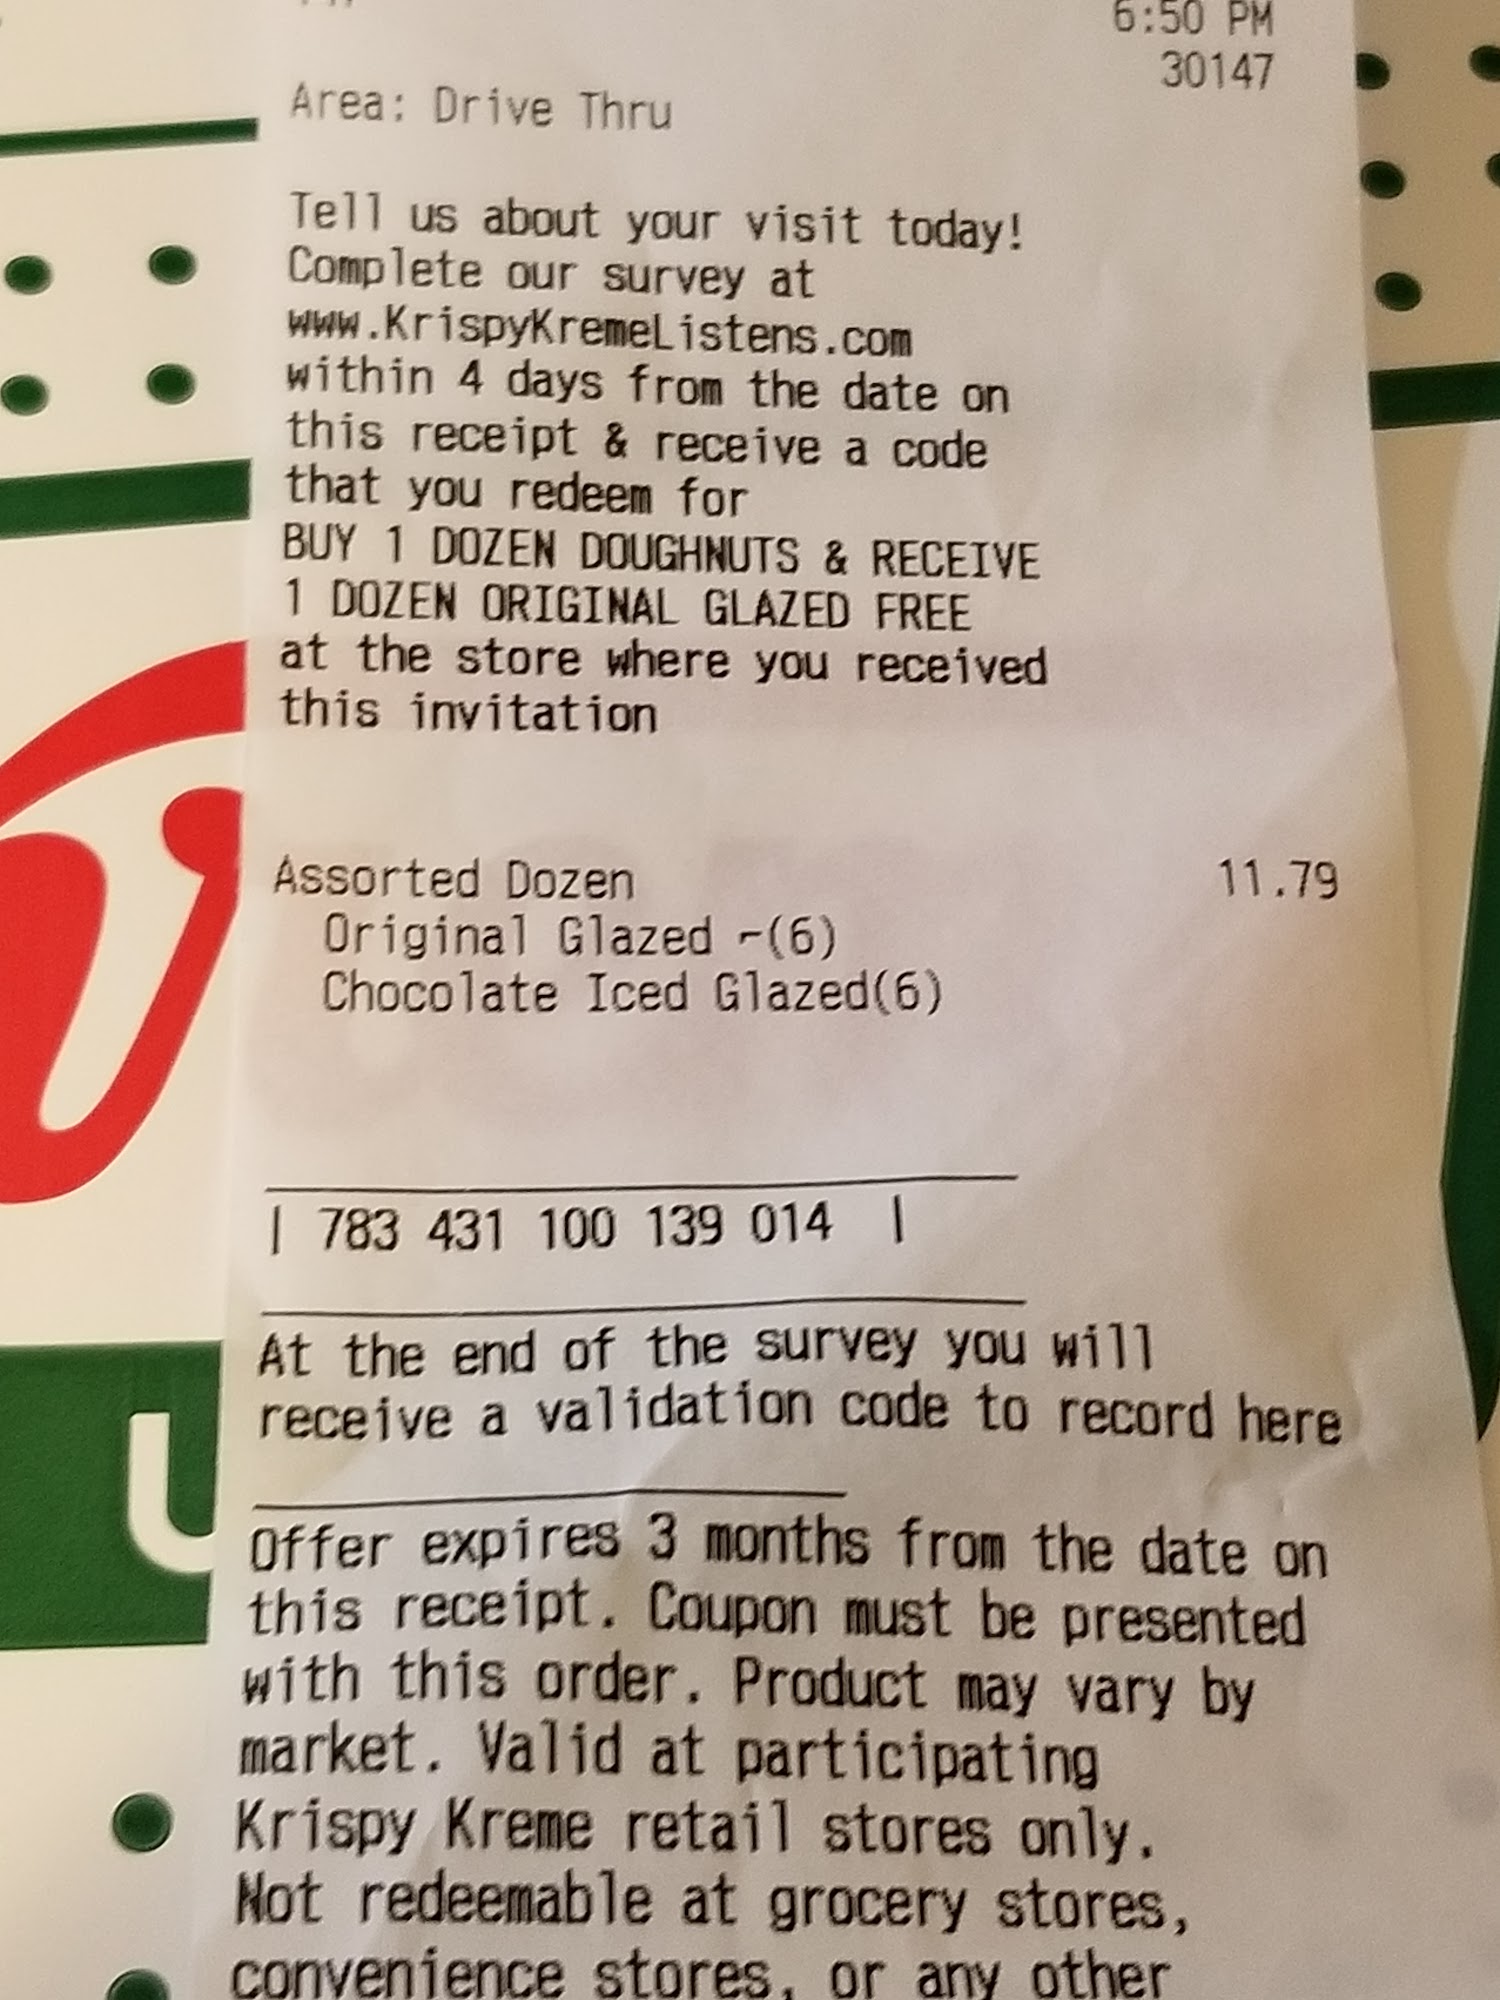 6:50 PM
30147
Area: Drive Thru
Tell us about your visit today!
Complete our survey at
www.KrispyKremeListens.com
within 4 days from the date on
this receipt & receive a code
that you redeem for
BUY 1 DOZEN DOUGHNUTS & RECEIVE
1 DOZEN ORIGINAL GLAZED FREE
at the store where you received
this invitation
Assorted Dozen 11.79
Original Glazed ⌐(6)
Chocolate Iced Glazed(6)
| 783 431 100 139 014 |
At the end of the survey you will
receive a validation code to record here
Offer expires 3 months from the date on
this receipt. Coupon must be presented
with this order. Product may vary by
market. Valid at participating
Krispy Kreme retail stores only.
Not redeemable at grocery stores,
convenience stores, or any other